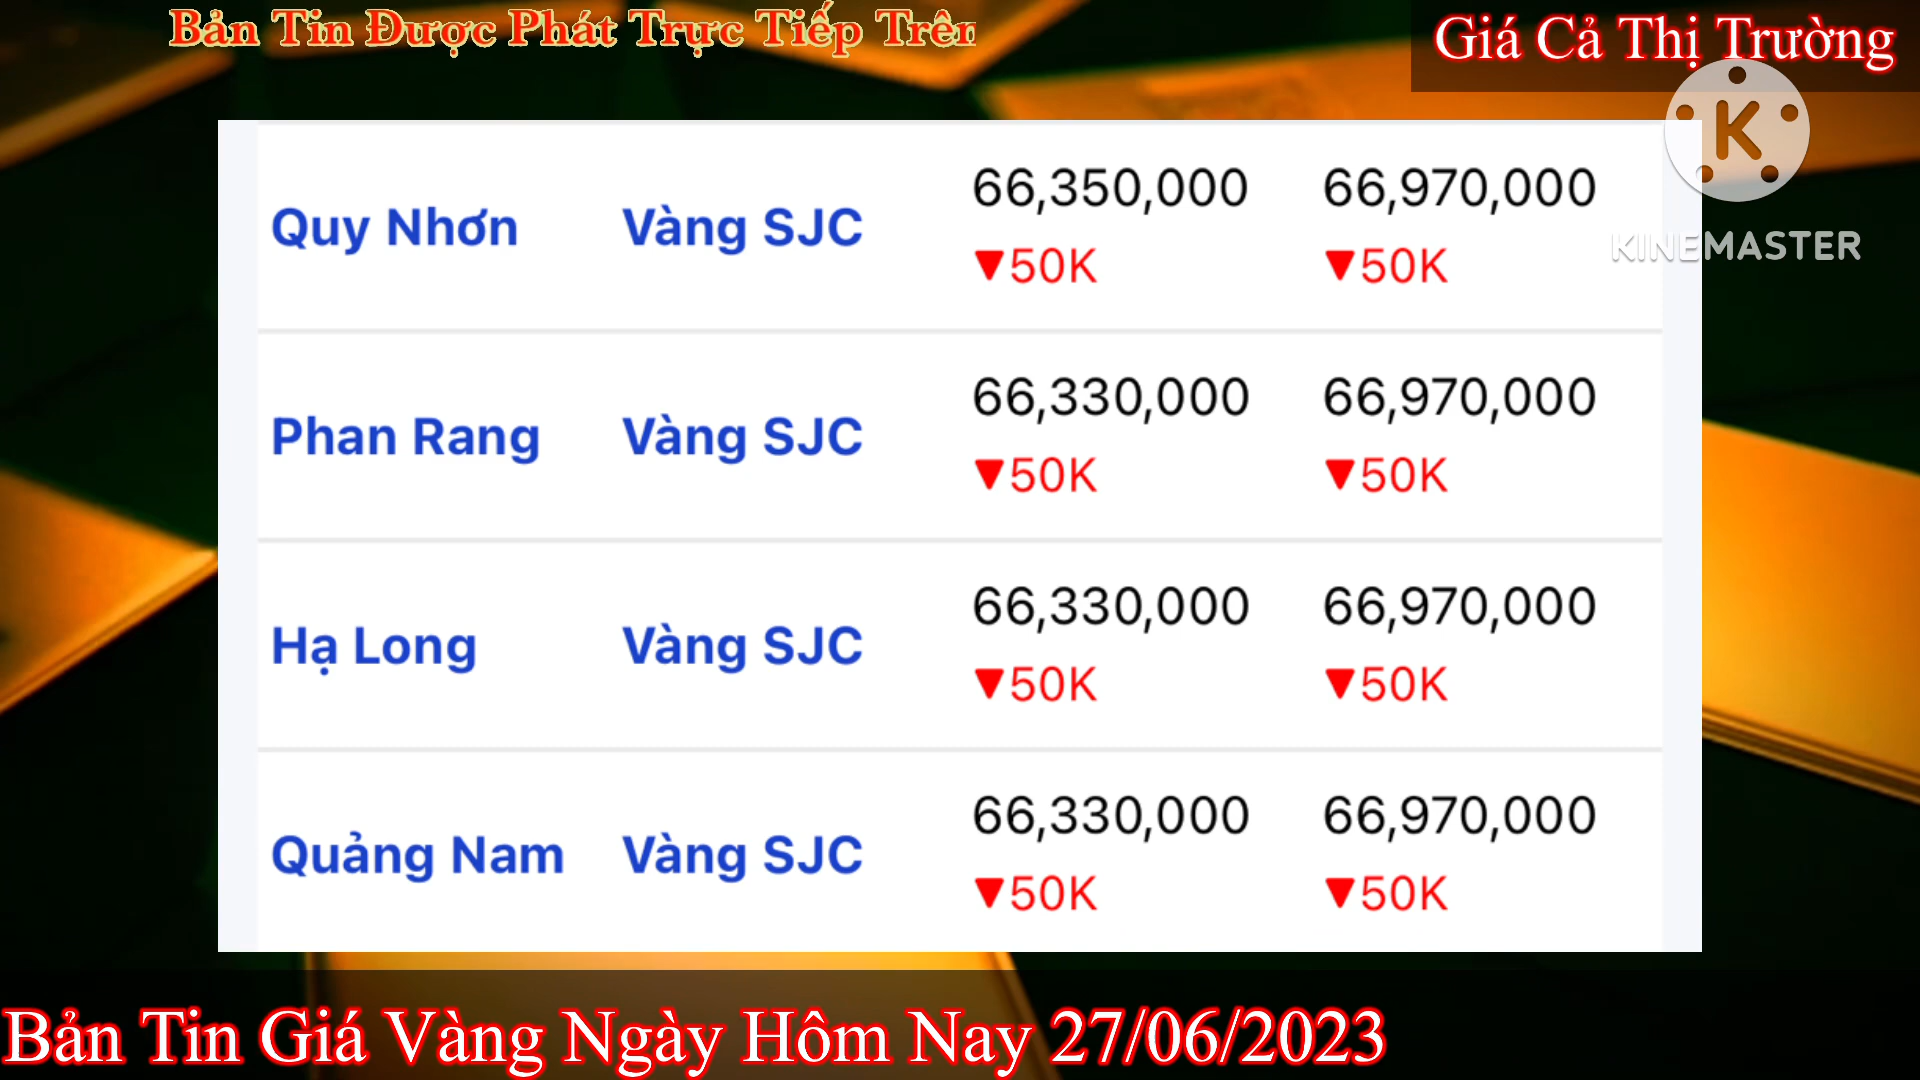 Bản Tin Được Phát Trực Tiếp Trên
Giá Cả Thị Trường
K
KINEMASTER
Quy Nhơn Vàng SJC 66,350,000 66,970,000
▼50K ▼50K
Phan Rang Vàng SJC 66,330,000 66,970,000
▼50K ▼50K
Hạ Long Vàng SJC 66,330,000 66,970,000
▼50K ▼50K
Quảng Nam Vàng SJC 66,330,000 66,970,000
▼50K ▼50K
Bản Tin Giá Vàng Ngày Hôm Nay 27/06/2023